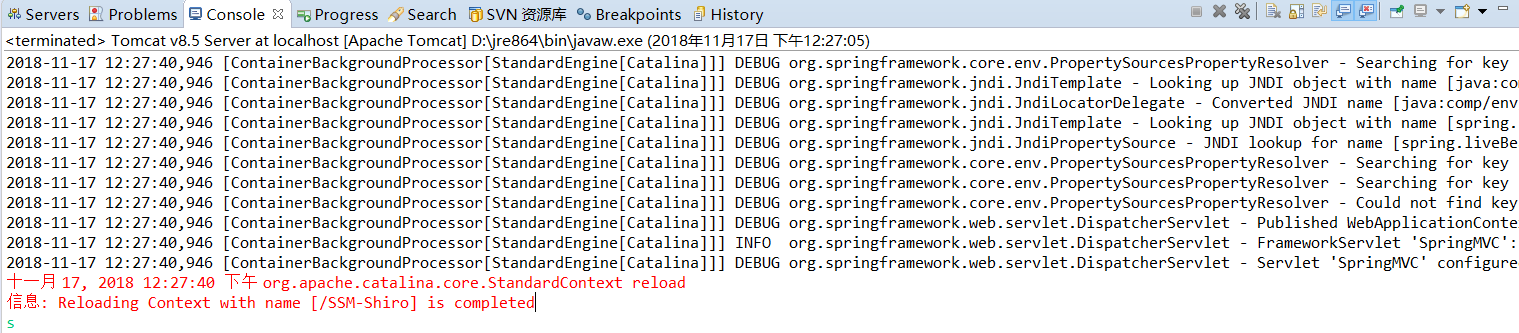 Servers Problems Console Progress Search SVN 资源库 Breakpoints History
<terminated> Tomcat v8.5 Server at localhost [Apache Tomcat] D:\jre864\bin\javaw.exe (2018年11月17日 下午12:27:05)
2018-11-17 12:27:40,946 [ContainerBackgroundProcessor[StandardEngine[Catalina]]] DEBUG org.springframework.core.env.PropertySourcesPropertyResolver - Searching for key
2018-11-17 12:27:40,946 [ContainerBackgroundProcessor[StandardEngine[Catalina]]] DEBUG org.springframework.jndi.JndiTemplate - Looking up JNDI object with name [java:co
2018-11-17 12:27:40,946 [ContainerBackgroundProcessor[StandardEngine[Catalina]]] DEBUG org.springframework.jndi.JndiLocatorDelegate - Converted JNDI name [java:comp/env
2018-11-17 12:27:40,946 [ContainerBackgroundProcessor[StandardEngine[Catalina]]] DEBUG org.springframework.jndi.JndiTemplate - Looking up JNDI object with name [spring.
2018-11-17 12:27:40,946 [ContainerBackgroundProcessor[StandardEngine[Catalina]]] DEBUG org.springframework.jndi.JndiPropertySource - JNDI lookup for name [spring.liveBe
2018-11-17 12:27:40,946 [ContainerBackgroundProcessor[StandardEngine[Catalina]]] DEBUG org.springframework.core.env.PropertySourcesPropertyResolver - Searching for key
2018-11-17 12:27:40,946 [ContainerBackgroundProcessor[StandardEngine[Catalina]]] DEBUG org.springframework.core.env.PropertySourcesPropertyResolver - Searching for key
2018-11-17 12:27:40,946 [ContainerBackgroundProcessor[StandardEngine[Catalina]]] DEBUG org.springframework.core.env.PropertySourcesPropertyResolver - Could not find key
2018-11-17 12:27:40,946 [ContainerBackgroundProcessor[StandardEngine[Catalina]]] DEBUG org.springframework.web.servlet.DispatcherServlet - Published WebApplicationConte
2018-11-17 12:27:40,946 [ContainerBackgroundProcessor[StandardEngine[Catalina]]] INFO  org.springframework.web.servlet.DispatcherServlet - FrameworkServlet 'SpringMVC':
2018-11-17 12:27:40,946 [ContainerBackgroundProcessor[StandardEngine[Catalina]]] DEBUG org.springframework.web.servlet.DispatcherServlet - Servlet 'SpringMVC' configure
十一月 17, 2018 12:27:40 下午 org.apache.catalina.core.StandardContext reload
信息: Reloading Context with name [/SSM-Shiro] is completed
s